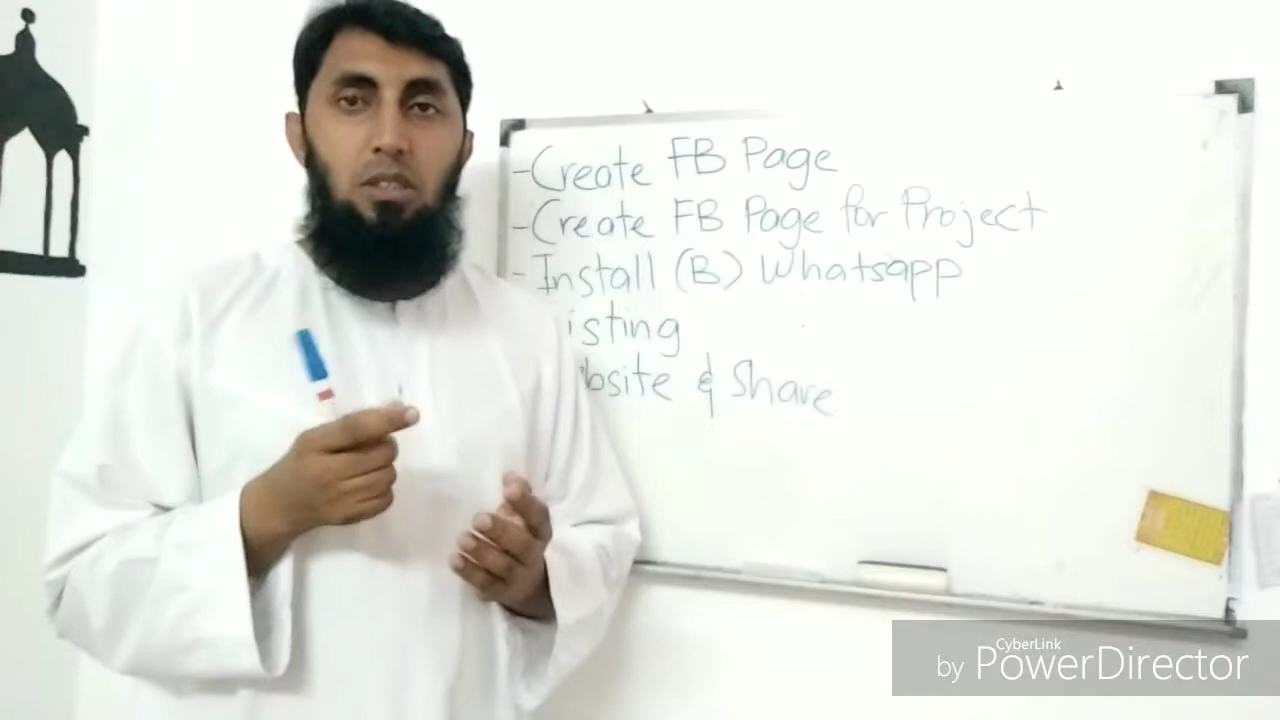 -Create FB Page
-Create FB Page for Project
-Install (B) Whatsapp
isting
bsite & Share
CyberLink
by PowerDirector